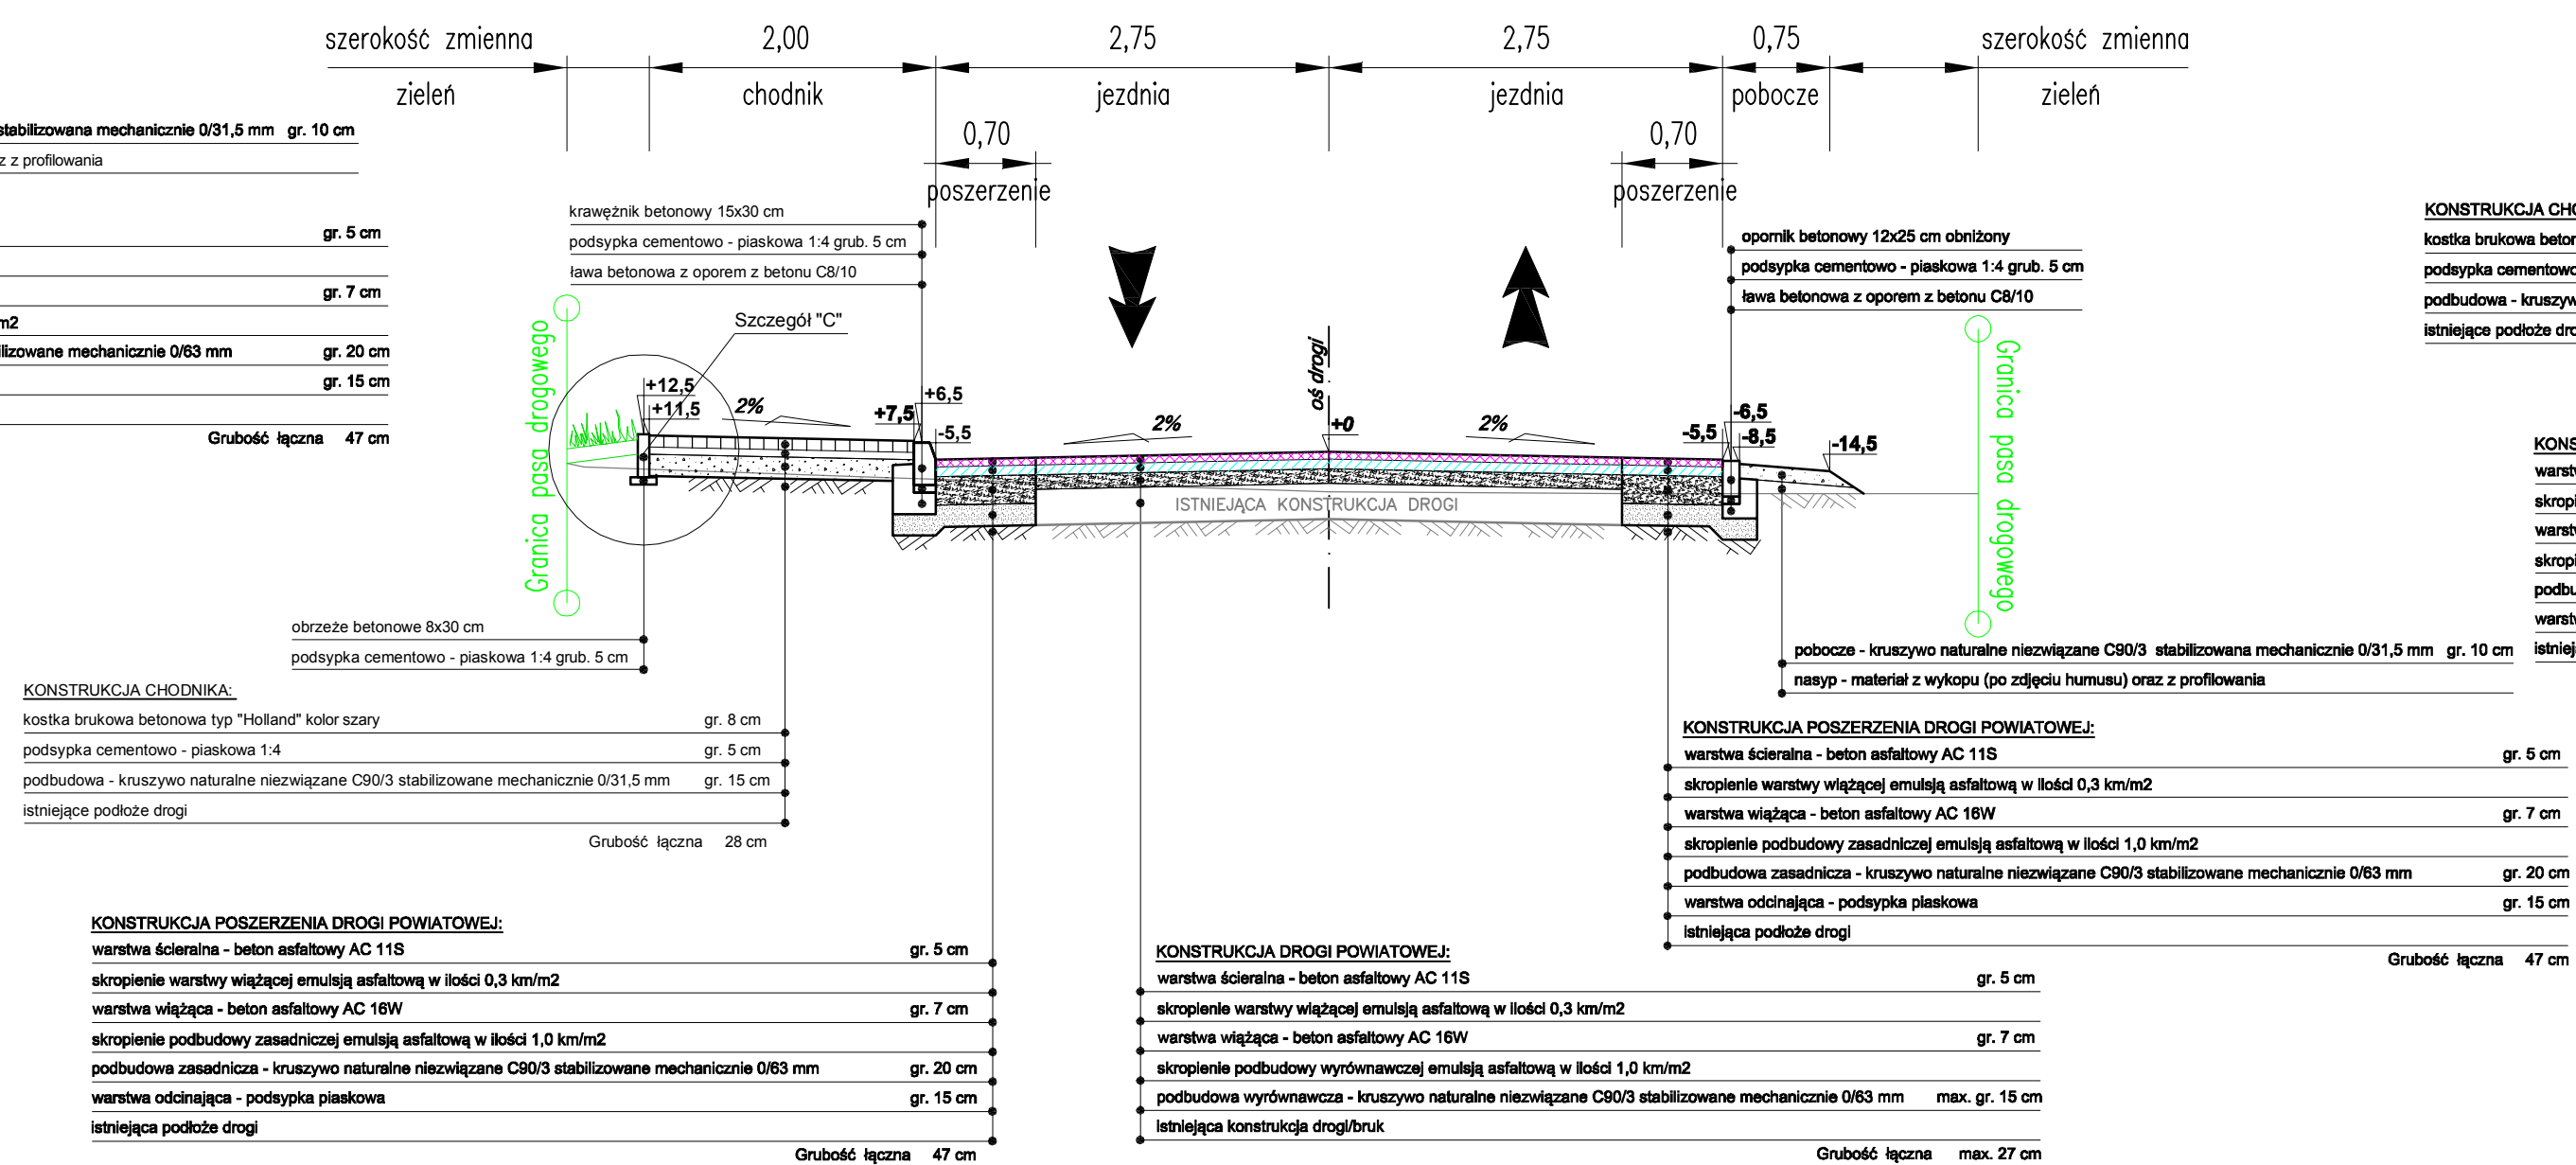 szerokość zmienna 2,00 2,75 2,75 0,75 szerokość zmienna
zieleń chodnik jezdnia jezdnia pobocze zieleń
0,70 0,70
poszerzenie poszerzenie
stabilizowana mechanicznie 0/31,5 mm gr. 10 cm
z z profilowania
gr. 5 cm
gr. 7 cm
m2
ilizowane mechanicznie 0/63 mm gr. 20 cm
gr. 15 cm
Grubość łączna 47 cm
krawężnik betonowy 15x30 cm
podsypka cementowo - piaskowa 1:4 grub. 5 cm
ława betonowa z oporem z betonu C8/10
Szczegół "C"
opornik betonowy 12x25 cm obniżony
podsypka cementowo - piaskowa 1:4 grub. 5 cm
ława betonowa z oporem z betonu C8/10
KONSTRUKCJA CHO
kostka brukowa beton
podsypka cementowo
podbudowa - kruszyw
istniejące podłoże dro
Granica pasa drogowego
+12,5
+11,5
2%
+7,5
+6,5
-5,5
2%
oś drogi
+0
2%
-5,5
-6,5
-8,5
-14,5
Granica pasa drogowego
ISTNIEJĄCA KONSTRUKCJA DROGI
KONS
warstw
skropi
warstw
skropi
podbu
warstw
istniej
obrzeże betonowe 8x30 cm
podsypka cementowo - piaskowa 1:4 grub. 5 cm
pobocze - kruszywo naturalne niezwiązane C90/3 stabilizowana mechanicznie 0/31,5 mm gr. 10 cm
nasyp - materiał z wykopu (po zdjęciu humusu) oraz z profilowania
KONSTRUKCJA CHODNIKA:
kostka brukowa betonowa typ "Holland" kolor szary gr. 8 cm
podsypka cementowo - piaskowa 1:4 gr. 5 cm
podbudowa - kruszywo naturalne niezwiązane C90/3 stabilizowane mechanicznie 0/31,5 mm gr. 15 cm
istniejące podłoże drogi
Grubość łączna 28 cm
KONSTRUKCJA POSZERZENIA DROGI POWIATOWEJ:
warstwa ścieralna - beton asfaltowy AC 11S gr. 5 cm
skropienie warstwy wiążącej emulsją asfaltową w ilości 0,3 km/m2
warstwa wiążąca - beton asfaltowy AC 16W gr. 7 cm
skropienie podbudowy zasadniczej emulsją asfaltową w ilości 1,0 km/m2
podbudowa zasadnicza - kruszywo naturalne niezwiązane C90/3 stabilizowane mechanicznie 0/63 mm gr. 20 cm
warstwa odcinająca - podsypka piaskowa gr. 15 cm
istniejąca podłoże drogi
Grubość łączna 47 cm
KONSTRUKCJA POSZERZENIA DROGI POWIATOWEJ:
warstwa ścieralna - beton asfaltowy AC 11S gr. 5 cm
skropienie warstwy wiążącej emulsją asfaltową w ilości 0,3 km/m2
warstwa wiążąca - beton asfaltowy AC 16W gr. 7 cm
skropienie podbudowy zasadniczej emulsją asfaltową w ilości 1,0 km/m2
podbudowa zasadnicza - kruszywo naturalne niezwiązane C90/3 stabilizowane mechanicznie 0/63 mm gr. 20 cm
warstwa odcinająca - podsypka piaskowa gr. 15 cm
istniejąca podłoże drogi
Grubość łączna 47 cm
KONSTRUKCJA DROGI POWIATOWEJ:
warstwa ścieralna - beton asfaltowy AC 11S gr. 5 cm
skropienie warstwy wiążącej emulsją asfaltową w ilości 0,3 km/m2
warstwa wiążąca - beton asfaltowy AC 16W gr. 7 cm
skropienie podbudowy wyrównawczej emulsją asfaltową w ilości 1,0 km/m2
podbudowa wyrównawcza - kruszywo naturalne niezwiązane C90/3 stabilizowane mechanicznie 0/63 mm max. gr. 15 cm
istniejąca konstrukcja drogi/bruk
Grubość łączna max. 27 cm